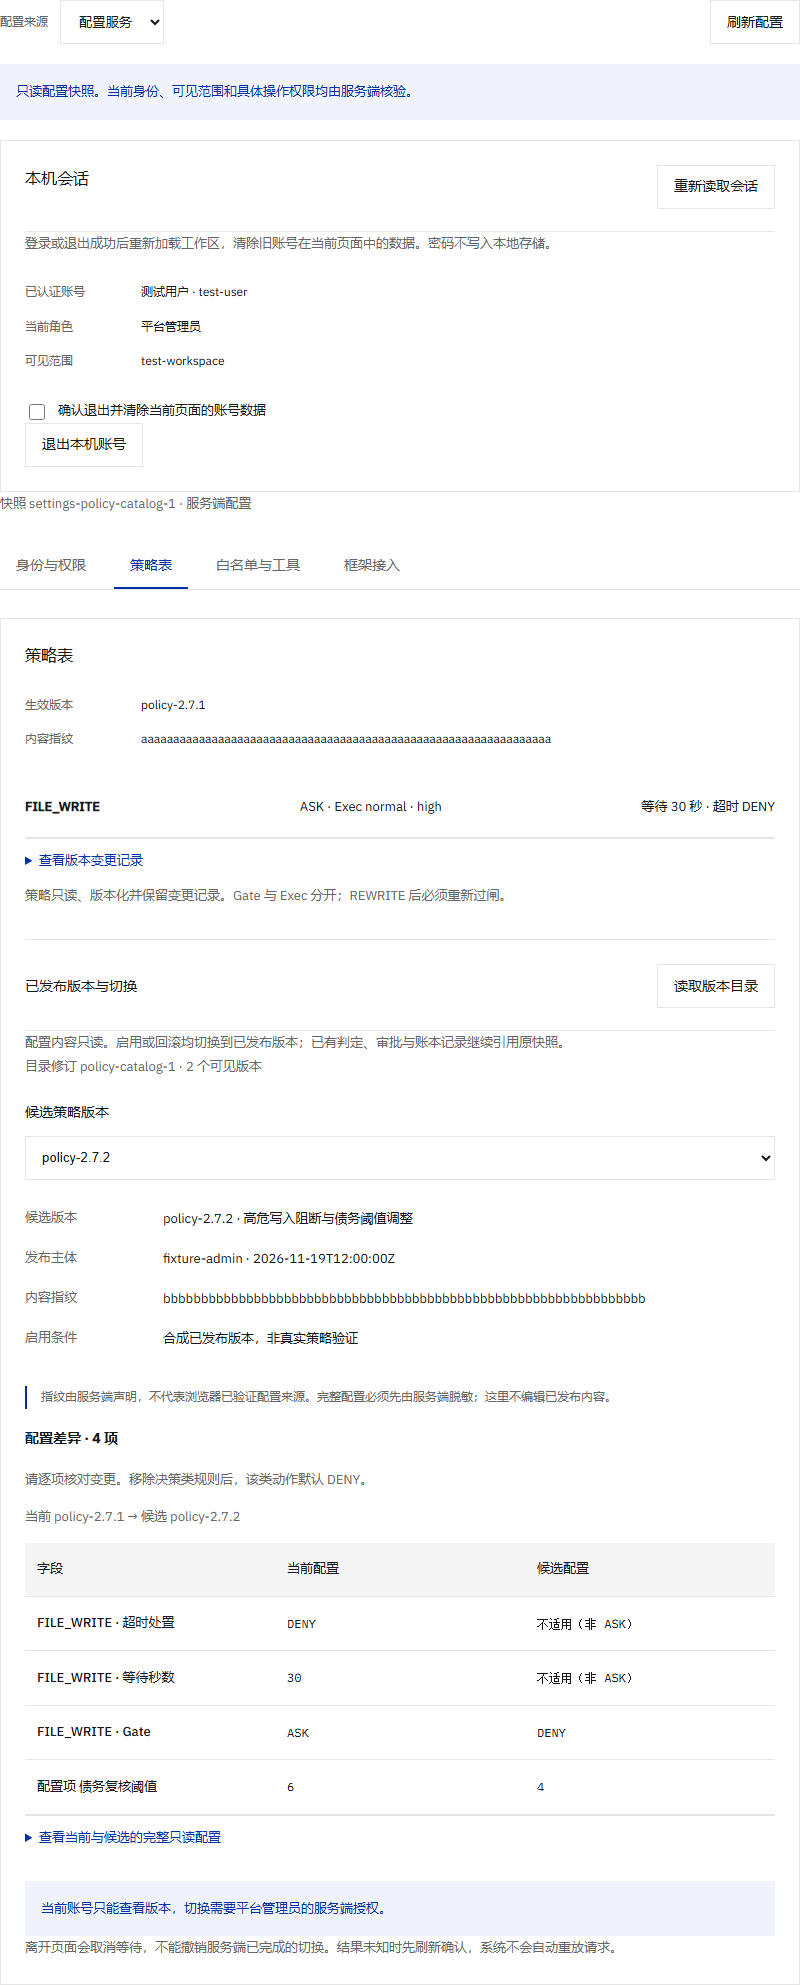 配置来源 配置服务 刷新配置
只读配置快照。当前身份、可见范围和具体操作权限均由服务端核验。
本机会话 重新读取会话
登录或退出成功后重新加载工作区，清除旧账号在当前页面中的数据。密码不写入本地存储。
已认证账号 测试用户 · test-user
当前角色 平台管理员
可见范围 test-workspace
确认退出并清除当前页面的账号数据
退出本机账号
快照 settings-policy-catalog-1 · 服务端配置
身份与权限 策略表 白名单与工具 框架接入
策略表
生效版本 policy-2.7.1
内容指纹 aaaaaaaaaaaaaaaaaaaaaaaaaaaaaaaaaaaaaaaaaaaaaaaaaaaaaaaaaaaaaaaa
FILE_WRITE ASK · Exec normal · high 等待 30 秒 · 超时 DENY
查看版本变更记录
策略只读、版本化并保留变更记录。Gate 与 Exec 分开；REWRITE 后必须重新过闸。
已发布版本与切换 读取版本目录
配置内容只读。启用或回滚均切换到已发布版本；已有判定、审批与账本记录继续引用原快照。
目录修订 policy-catalog-1 · 2 个可见版本
候选策略版本
policy-2.7.2
候选版本 policy-2.7.2 · 高危写入阻断与债务阈值调整
发布主体 fixture-admin · 2026-11-19T12:00:00Z
内容指纹 bbbbbbbbbbbbbbbbbbbbbbbbbbbbbbbbbbbbbbbbbbbbbbbbbbbbbbbbbbbbbbbb
启用条件 合成已发布版本，非真实策略验证
指纹由服务端声明，不代表浏览器已验证配置来源。完整配置必须先由服务端脱敏；这里不编辑已发布内容。
配置差异 · 4 项
请逐项核对变更。移除决策类规则后，该类动作默认 DENY。
当前 policy-2.7.1 → 候选 policy-2.7.2
字段 当前配置 候选配置
FILE_WRITE · 超时处置 DENY 不适用（非 ASK）
FILE_WRITE · 等待秒数 30 不适用（非 ASK）
FILE_WRITE · Gate ASK DENY
配置项 债务复核阈值 6 4
查看当前与候选的完整只读配置
当前账号只能查看版本，切换需要平台管理员的服务端授权。
离开页面会取消等待，不能撤销服务端已完成的切换。结果未知时先刷新确认，系统不会自动重放请求。